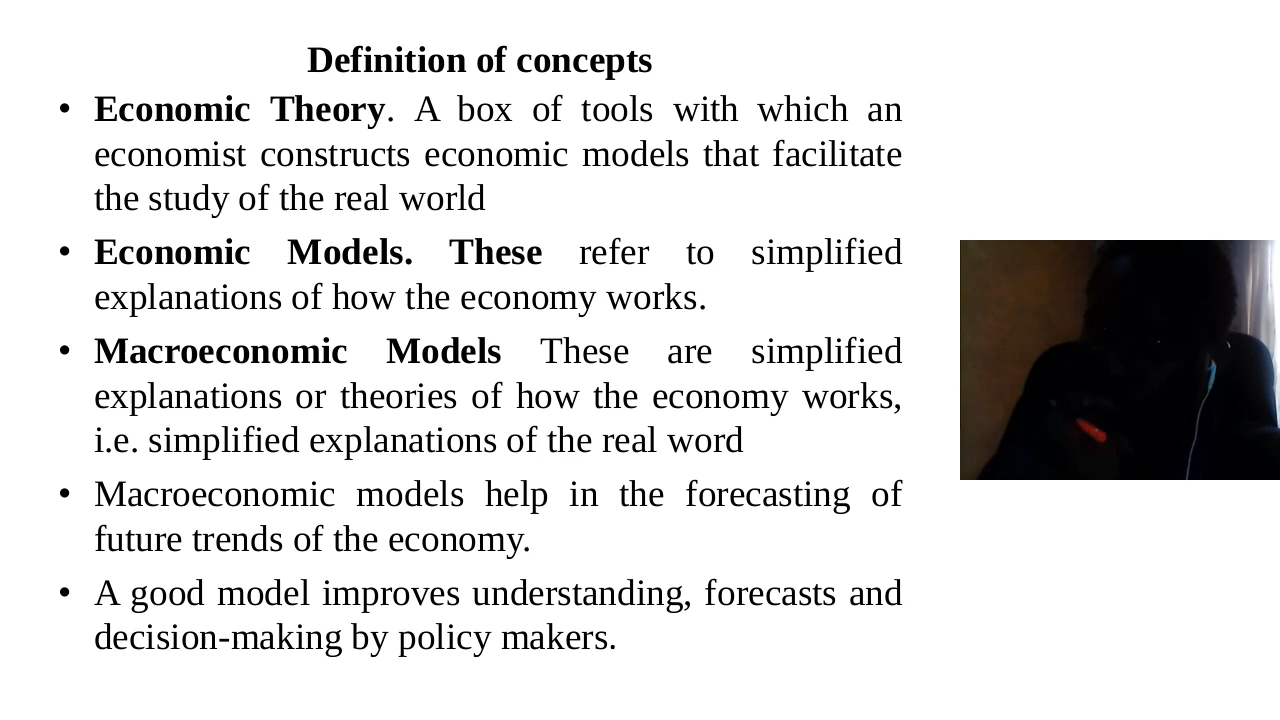 Definition of concepts
• Economic Theory. A box of tools with which an
economist constructs economic models that facilitate
the study of the real world
• Economic Models. These refer to simplified
explanations of how the economy works.
• Macroeconomic Models These are simplified
explanations or theories of how the economy works,
i.e. simplified explanations of the real word
• Macroeconomic models help in the forecasting of
future trends of the economy.
• A good model improves understanding, forecasts and
decision-making by policy makers.